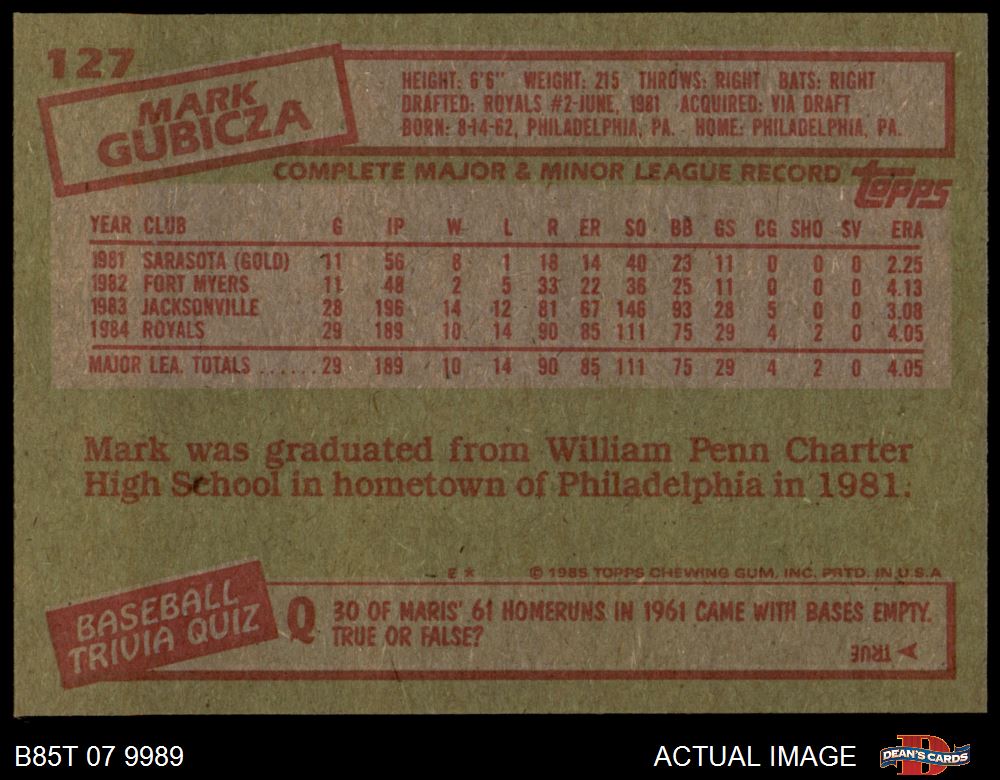 127
MARK
GUBICZA
HEIGHT: 6'6" WEIGHT: 215 THROWS: RIGHT BATS: RIGHT
DRAFTED: ROYALS #2-JUNE, 1981 ACQUIRED: VIA DRAFT
BORN: 8-14-62, PHILADELPHIA, PA. HOME: PHILADELPHIA, PA.
COMPLETE MAJOR & MINOR LEAGUE RECORD topps
YEAR CLUB G IP W L R ER SO BB GS CG SHO SV ERA
1981 SARASOTA (GOLD) 11 56 8 1 18 14 40 23 11 0 0 0 2.25
1982 FORT MYERS 11 48 2 5 33 22 36 25 11 0 0 0 4.13
1983 JACKSONVILLE 28 196 14 12 81 67 146 93 28 5 0 0 3.08
1984 ROYALS 29 189 10 14 90 85 111 75 29 4 2 0 4.05
MAJOR LEA. TOTALS ......29 189 10 14 90 85 111 75 29 4 2 0 4.05
Mark was graduated from William Penn Charter
High School in hometown of Philadelphia in 1981.
E * © 1985 TOPPS CHEWING GUM, INC. PRTD. IN U.S.A
BASEBALL
TRIVIA QUIZ
Q 30 OF MARIS' 61 HOMERUNS IN 1961 CAME WITH BASES EMPTY.
TRUE OR FALSE?
A TRUE
B85T 07 9989 ACTUAL IMAGE D DEAN'S CARDS